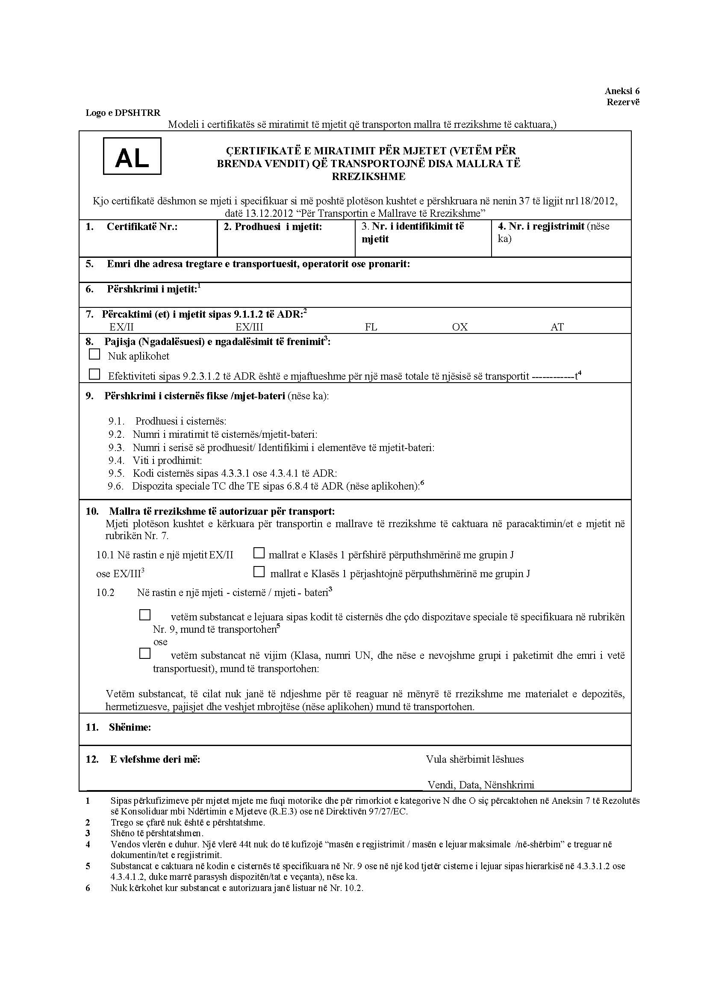 Aneksi 6
Rezervë
Logo e DPSHTRR
Modeli i certifikatës së miratimit të mjetit që transporton mallra të rrezikshme të caktuara,)
AL
ÇERTIFIKATË E MIRATIMIT PËR MJETET (VETËM PËR
BRENDA VENDIT) QË TRANSPORTOJNË DISA MALLRA TË
RREZIKSHME
Kjo certifikatë dëshmon se mjeti i specifikuar si më poshtë plotëson kushtet e përshkruara në nenin 37 të ligjit nr118/2012,
datë 13.12.2012 “Për Transportin e Mallrave të Rrezikshme”
1. Certifikatë Nr.:
2. Prodhuesi i mjetit:
3. Nr. i identifikimit të
mjetit
4. Nr. i regjistrimit (nëse
ka)
5. Emri dhe adresa tregtare e transportuesit, operatorit ose pronarit:
6. Përshkrimi i mjetit:1
7. Përcaktimi (et) i mjetit sipas 9.1.1.2 të ADR:2
EX/II EX/III FL OX AT
8. Pajisja (Ngadalësuesi) e ngadalësimit të frenimit3:
Nuk aplikohet
Efektiviteti sipas 9.2.3.1.2 të ADR është e mjaftueshme për një masë totale të njësisë së transportit ------------t4
9. Përshkrimi i cisternës fikse /mjet-bateri (nëse ka):
9.1. Prodhuesi i cisternës:
9.2. Numri i miratimit të cisternës/mjetit-bateri:
9.3. Numri i serisë së prodhuesit/ Identifikimi i elementëve të mjetit-bateri:
9.4. Viti i prodhimit:
9.5. Kodi cisternës sipas 4.3.3.1 ose 4.3.4.1 të ADR:
9.6. Dispozita speciale TC dhe TE sipas 6.8.4 të ADR (nëse aplikohen):6
10. Mallra të rrezikshme të autorizuar për transport:
Mjeti plotëson kushtet e kërkuara për transportin e mallrave të rrezikshme të caktuara në paracaktimin/et e mjetit në
rubrikën Nr. 7.
10.1 Në rastin e një mjetit EX/II mallrat e Klasës 1 përfshirë përputhshmërinë me grupin J
ose EX/III3 mallrat e Klasës 1 përjashtojnë përputhshmërinë me grupin J
10.2 Në rastin e një mjeti - cisternë / mjeti - bateri3
vetëm substancat e lejuara sipas kodit të cisternës dhe çdo dispozitave speciale të specifikuara në rubrikën
Nr. 9, mund të transportohen5
ose
vetëm substancat në vijim (Klasa, numri UN, dhe nëse e nevojshme grupi i paketimit dhe emri i vetë
transportuesit), mund të transportohen:
Vetëm substancat, të cilat nuk janë të ndjeshme për të reaguar në mënyrë të rrezikshme me materialet e depozitës,
hermetizuesve, pajisjet dhe veshjet mbrojtëse (nëse aplikohen) mund të transportohen.
11. Shënime:
12. E vlefshme deri më: Vula shërbimit lëshues
Vendi, Data, Nënshkrimi
1 Sipas përkufizimeve për mjetet mjete me fuqi motorike dhe për rimorkiot e kategorive N dhe O siç përcaktohen në Aneksin 7 të Rezolutës
së Konsoliduar mbi Ndërtimin e Mjeteve (R.E.3) ose në Direktivën 97/27/EC.
2 Trego se çfarë nuk është e përshtatshme.
3 Shëno të përshtatshmen.
4 Vendos vlerën e duhur. Një vlerë 44t nuk do të kufizojë “masën e regjistrimit / masën e lejuar maksimale /në-shërbim” e treguar në
dokumentin/tet e regjistrimit.
5 Substancat e caktuara në kodin e cisternës të specifikuara në Nr. 9 ose në një kod tjetër cisterne i lejuar sipas hierarkisë në 4.3.3.1.2 ose
4.3.4.1.2, duke marrë parasysh dispozitën/tat e veçanta), nëse ka.
6 Nuk kërkohet kur substancat e autorizuara janë listuar në Nr. 10.2.